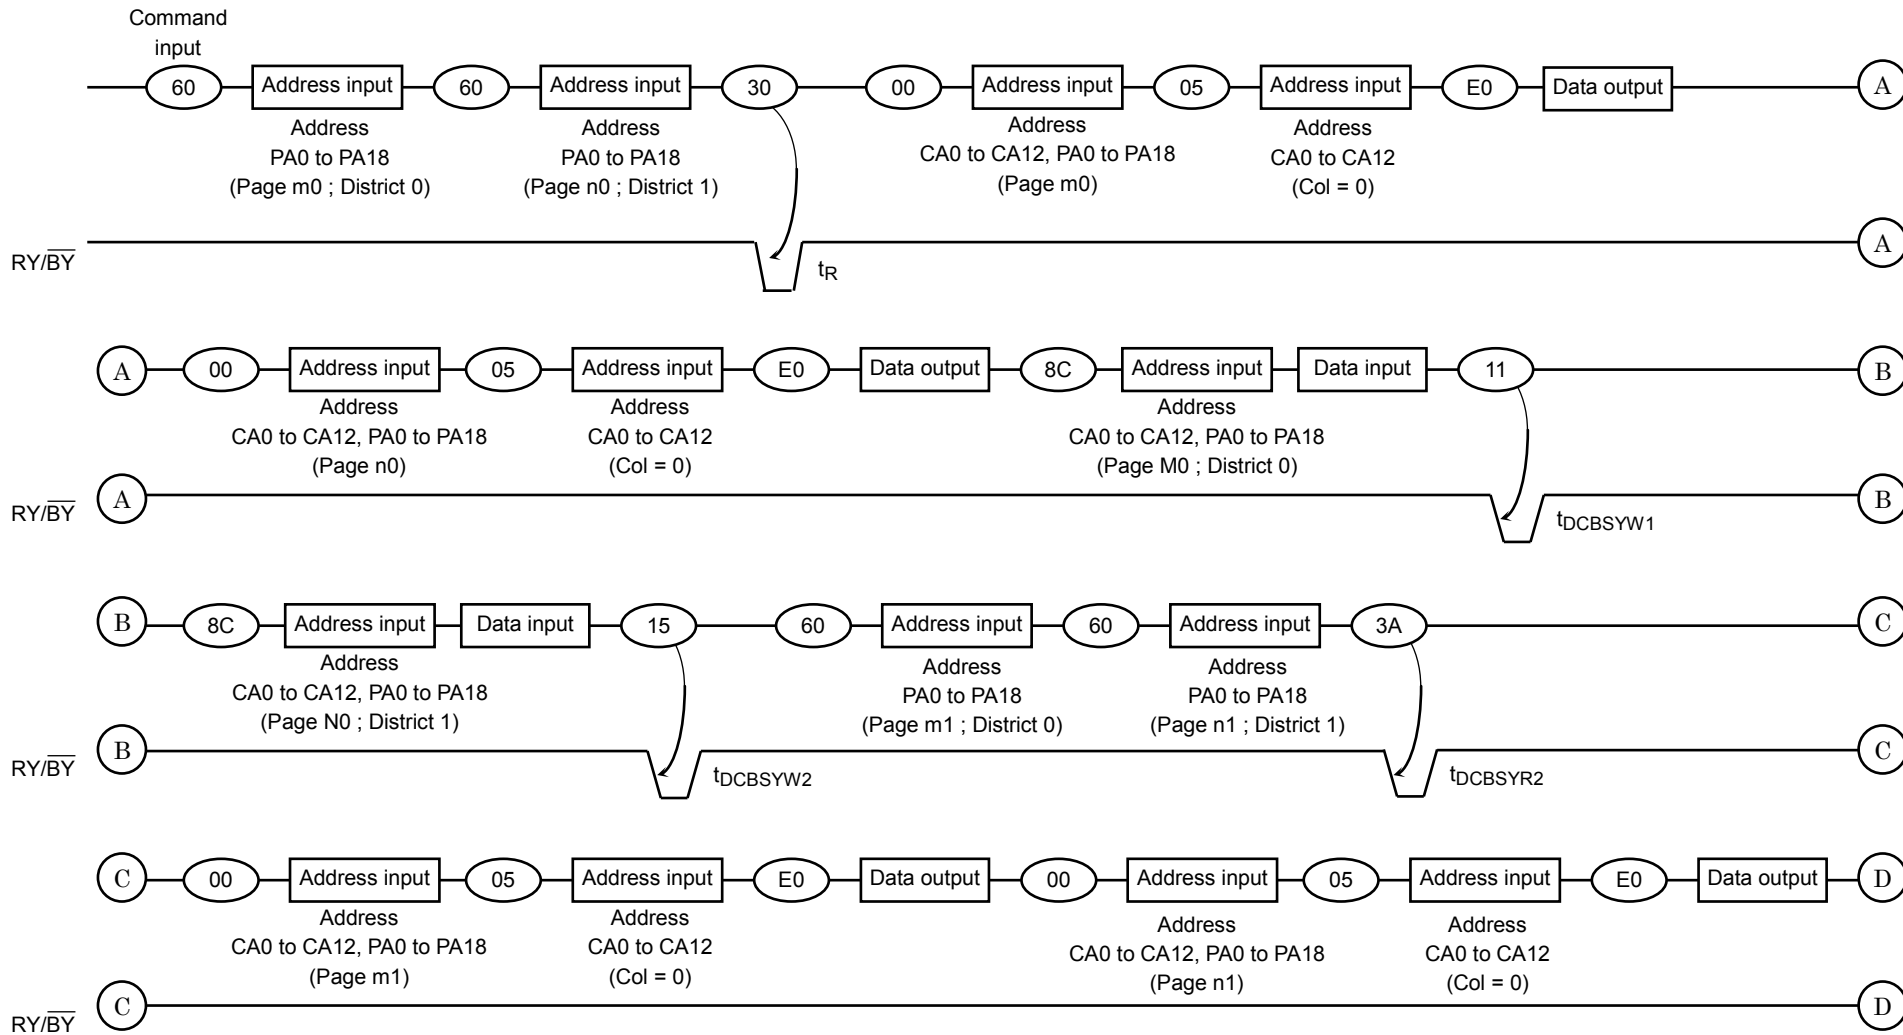 Command
input
60 Address input 60 Address input 30 00 Address input 05 Address input E0 Data output A
Address
PA0 to PA18
(Page m0 ; District 0)
Address
PA0 to PA18
(Page n0 ; District 1)
Address
CA0 to CA12, PA0 to PA18
(Page m0)
Address
CA0 to CA12
(Col = 0)
RY/BY tR A
A 00 Address input 05 Address input E0 Data output 8C Address input Data input 11 B
Address
CA0 to CA12, PA0 to PA18
(Page n0)
Address
CA0 to CA12
(Col = 0)
Address
CA0 to CA12, PA0 to PA18
(Page M0 ; District 0)
RY/BY A tDCBSYW1 B
B 8C Address input Data input 15 60 Address input 60 Address input 3A C
Address
CA0 to CA12, PA0 to PA18
(Page N0 ; District 1)
Address
PA0 to PA18
(Page m1 ; District 0)
Address
PA0 to PA18
(Page n1 ; District 1)
RY/BY B tDCBSYW2 tDCBSYR2 C
C 00 Address input 05 Address input E0 Data output 00 Address input 05 Address input E0 Data output D
Address
CA0 to CA12, PA0 to PA18
(Page m1)
Address
CA0 to CA12
(Col = 0)
Address
CA0 to CA12, PA0 to PA18
(Page n1)
Address
CA0 to CA12
(Col = 0)
RY/BY C D